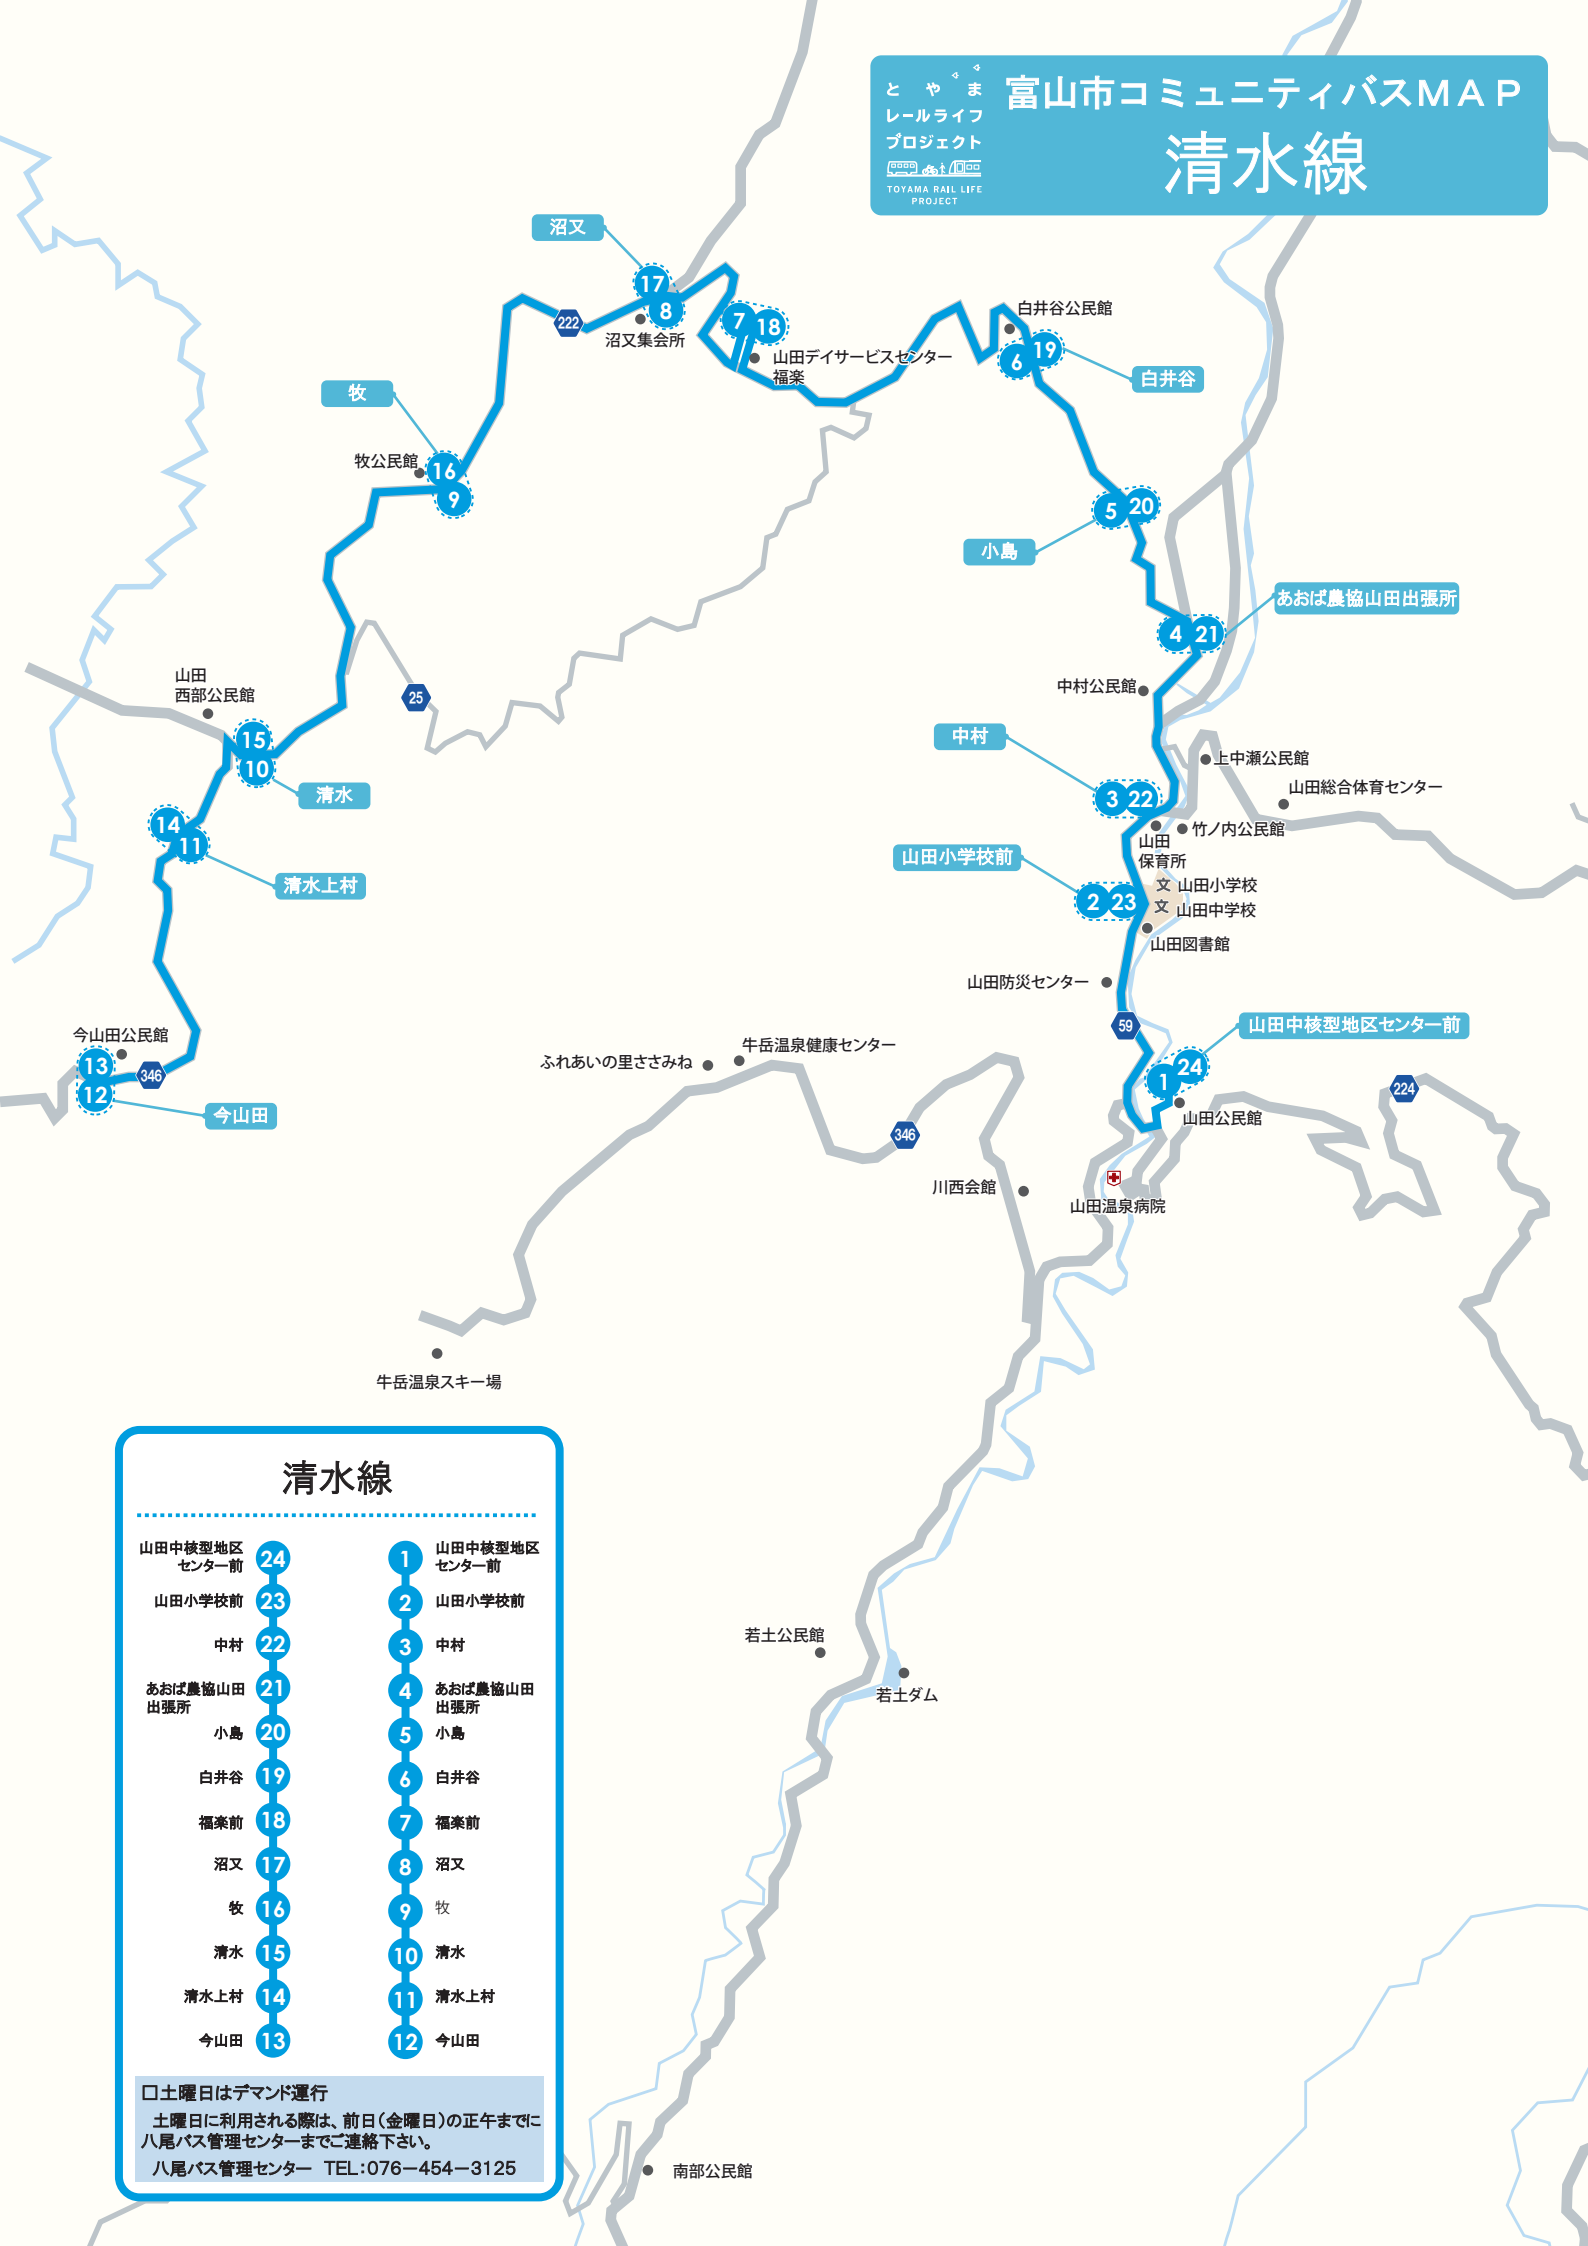 とやま
レールライフ
プロジェクト
TOYAMA RAIL LIFE
PROJECT
富山市コミュニティバスMAP
清水線
沼又
17
8
222
沼又集会所
7
18
山田デイサービスセンター
福楽
白井谷公民館
19
6
白井谷
牧
牧公民館
16
9
5
20
小島
あおば農協山田出張所
4
21
山田
西部公民館
25
中村公民館
15
10
中村
上中瀬公民館
清水
3
22
山田総合体育センター
14
11
竹ノ内公民館
山田
保育所
山田小学校前
清水上村
文 山田小学校
2
23
文 山田中学校
山田図書館
山田防災センター
59
山田中核型地区センター前
今山田公民館
13
346
12
今山田
ふれあいの里ささみね
牛岳温泉健康センター
24
1
224
山田公民館
346
川西会館
山田温泉病院
牛岳温泉スキー場
若土公民館
若土ダム
南部公民館
清水線
山田中核型地区
センター前
24
1
山田中核型地区
センター前
山田小学校前
23
2
山田小学校前
中村
22
3
中村
あおば農協山田
出張所
21
4
あおば農協山田
出張所
小島
20
5
小島
白井谷
19
6
白井谷
福楽前
18
7
福楽前
沼又
17
8
沼又
牧
16
9
牧
清水
15
10
清水
清水上村
14
11
清水上村
今山田
13
12
今山田
□土曜日はデマンド運行
土曜日に利用される際は、前日(金曜日)の正午までに
八尾バス管理センターまでご連絡下さい。
八尾バス管理センター TEL:076-454-3125